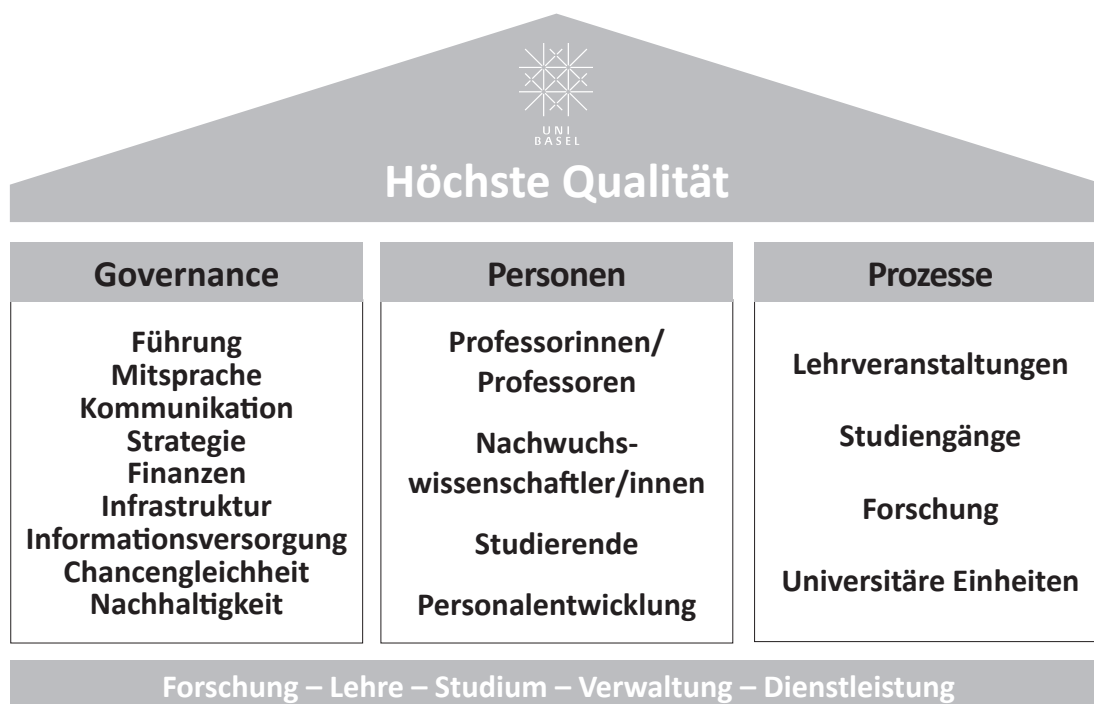 UNI
BASEL
Höchste Qualität
Governance
Führung
Mitsprache
Kommunikation
Strategie
Finanzen
Infrastruktur
Informationsversorgung
Chancengleichheit
Nachhaltigkeit
Personen
Professorinnen/
Professoren
Nachwuchs-
wissenschaftler/innen
Studierende
Personalentwicklung
Prozesse
Lehrveranstaltungen
Studiengänge
Forschung
Universitäre Einheiten
Forschung – Lehre – Studium – Verwaltung – Dienstleistung